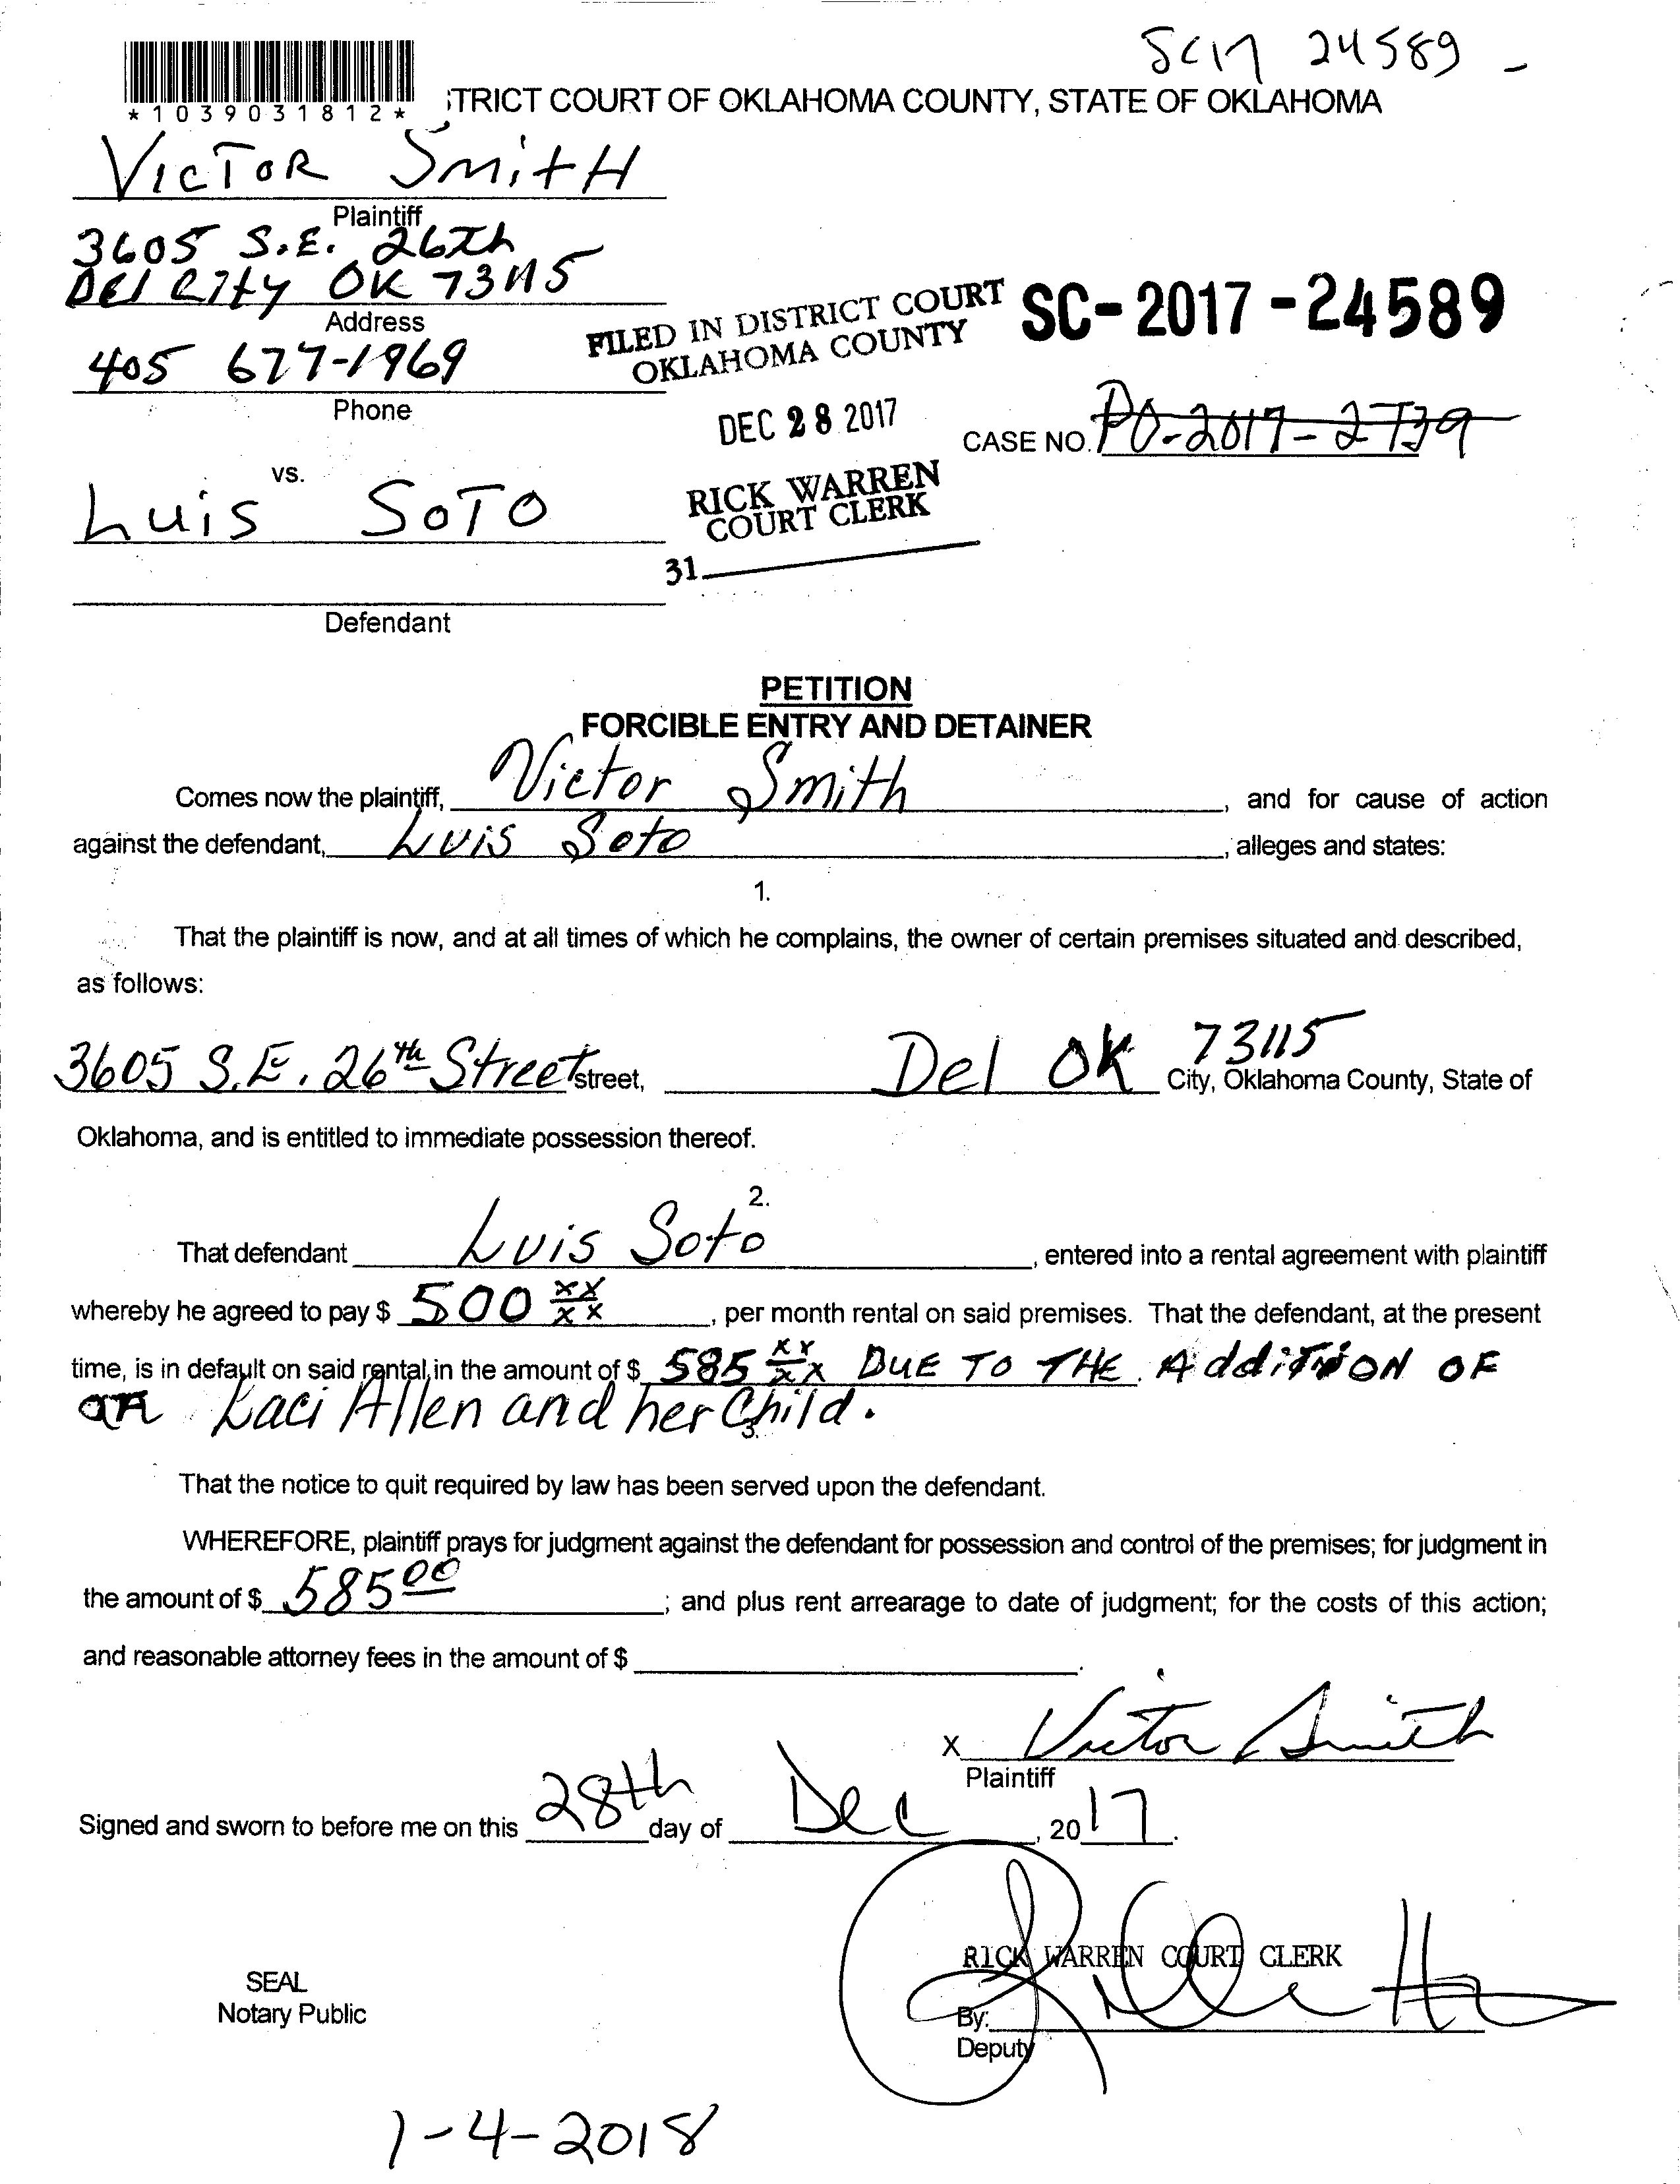 SC17 24589 -
*1039031812*
TRICT COURT OF OKLAHOMA COUNTY, STATE OF OKLAHOMA
VICTOR SMITH
Plaintiff
3605 S.E. 26th
Del City OK 73115
Address
405 677-1969
Phone
FILED IN DISTRICT COURT
OKLAHOMA COUNTY
SC-2017-24589
DEC 28 2017
CASE NO. PO-2017-2739
RICK WARREN
COURT CLERK
31
vs.
Luis SOTO
Defendant
PETITION
FORCIBLE ENTRY AND DETAINER
Comes now the plaintiff, Victor Smith, and for cause of action
against the defendant, Luis Soto, alleges and states:
1.
That the plaintiff is now, and at all times of which he complains, the owner of certain premises situated and described,
as follows:
3605 S.E. 26th Street street, Del OK 73115 City, Oklahoma County, State of
Oklahoma, and is entitled to immediate possession thereof.
2.
That defendant Luis Soto, entered into a rental agreement with plaintiff
whereby he agreed to pay $ 500 xx/xx, per month rental on said premises. That the defendant, at the present
time, is in default on said rental in the amount of $ 585 xx/xx DUE TO THE Addition OF
Laci Allen and her Child.
3.
That the notice to quit required by law has been served upon the defendant.
WHEREFORE, plaintiff prays for judgment against the defendant for possession and control of the premises; for judgment in
the amount of $ 585 00; and plus rent arrearage to date of judgment; for the costs of this action;
and reasonable attorney fees in the amount of $
X Victor Smith
Plaintiff
Signed and sworn to before me on this 28th day of Dec, 2017.
RICK WARREN COURT CLERK
SEAL
Notary Public
By:
Deputy
1-4-2018